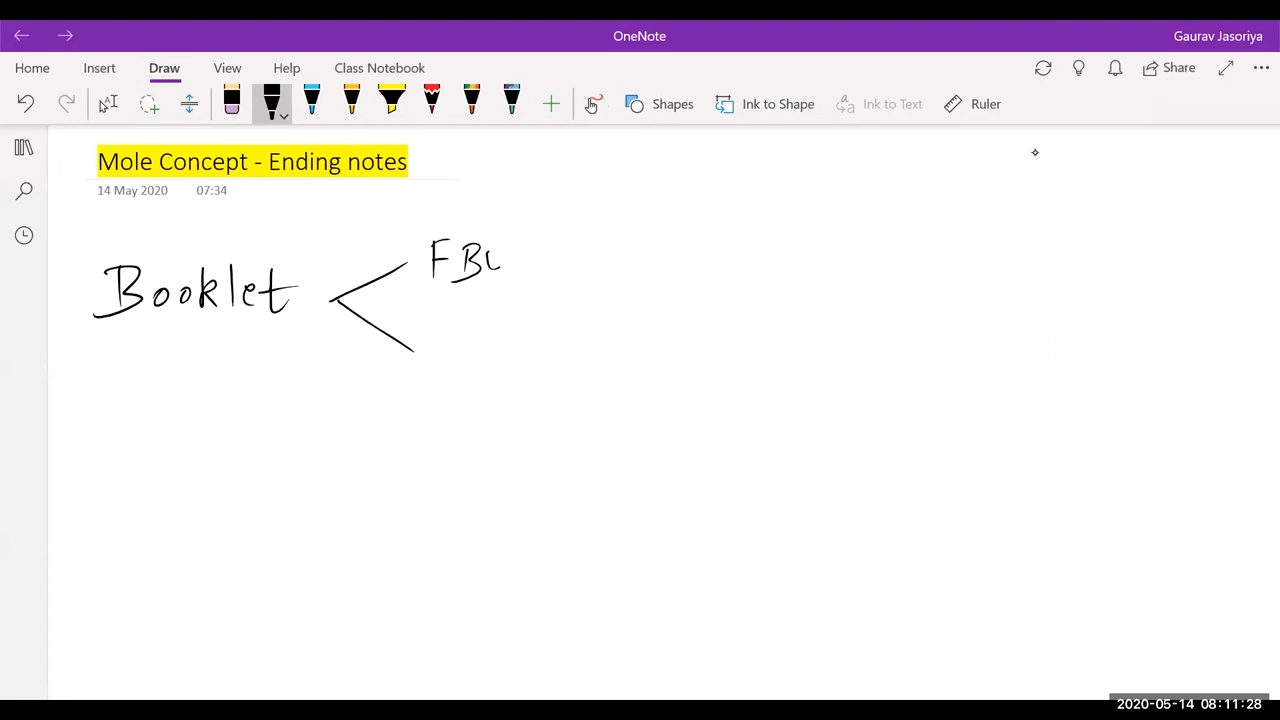 OneNote
Gaurav Jasoriya
Home Insert Draw View Help Class Notebook Share
Shapes Ink to Shape Ink to Text Ruler
Mole Concept - Ending notes
14 May 2020 07:34
Booklet
2020-05-14 08:11:28